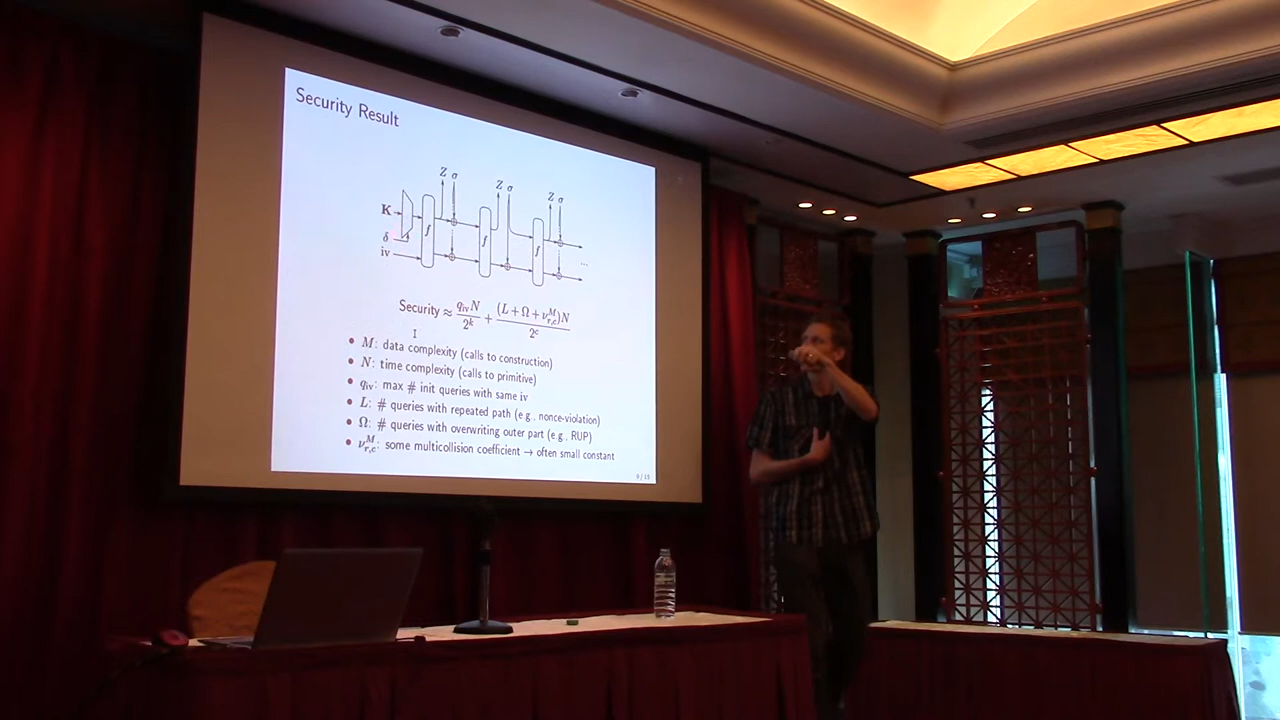 Security Result
Z σ Z σ Z σ
K
δ
iv
f f f
...
Security ≈ q_iv N / 2^k + (L + Ω + ν_{r,c}^M)N / 2^c
• M: data complexity (calls to construction)
• N: time complexity (calls to primitive)
• q_iv: max # init queries with same iv
• L: # queries with repeated path (e.g., nonce-violation)
• Ω: # queries with overwriting outer part (e.g., RUP)
• ν_{r,c}^M: some multicollision coefficient → often small constant